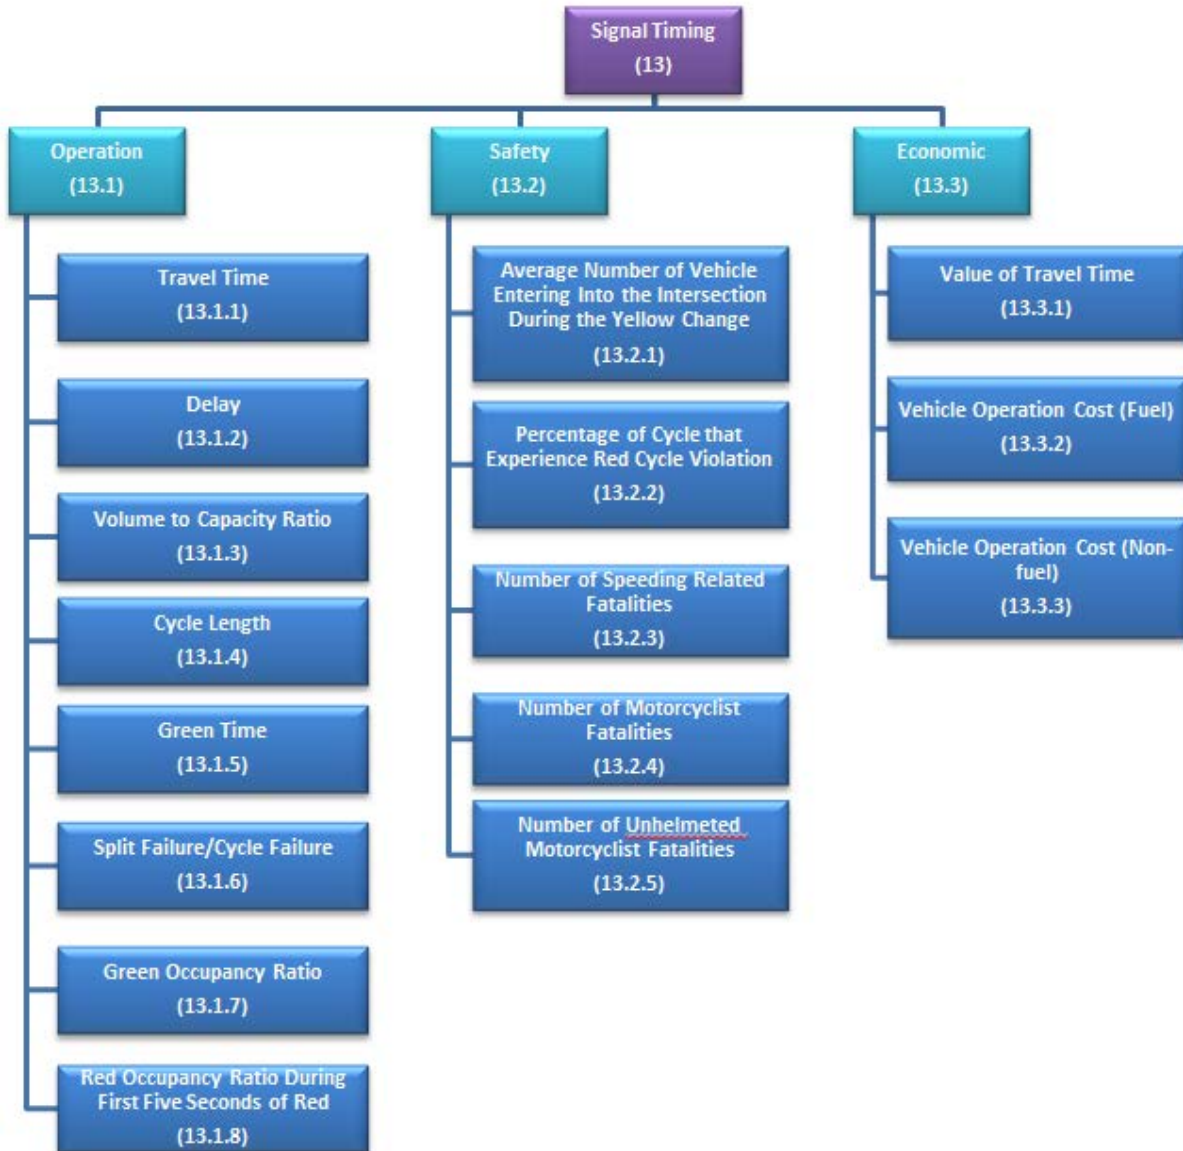 Signal Timing
(13)
Operation
(13.1)
Safety
(13.2)
Economic
(13.3)
Travel Time
(13.1.1)
Delay
(13.1.2)
Volume to Capacity Ratio
(13.1.3)
Cycle Length
(13.1.4)
Green Time
(13.1.5)
Split Failure/Cycle Failure
(13.1.6)
Green Occupancy Ratio
(13.1.7)
Red Occupancy Ratio During
First Five Seconds of Red
(13.1.8)
Average Number of Vehicle
Entering Into the Intersection
During the Yellow Change
(13.2.1)
Percentage of Cycle that
Experience Red Cycle Violation
(13.2.2)
Number of Speeding Related
Fatalities
(13.2.3)
Number of Motorcyclist
Fatalities
(13.2.4)
Number of Unhelmeted
Motorcyclist Fatalities
(13.2.5)
Value of Travel Time
(13.3.1)
Vehicle Operation Cost (Fuel)
(13.3.2)
Vehicle Operation Cost (Non-
fuel)
(13.3.3)